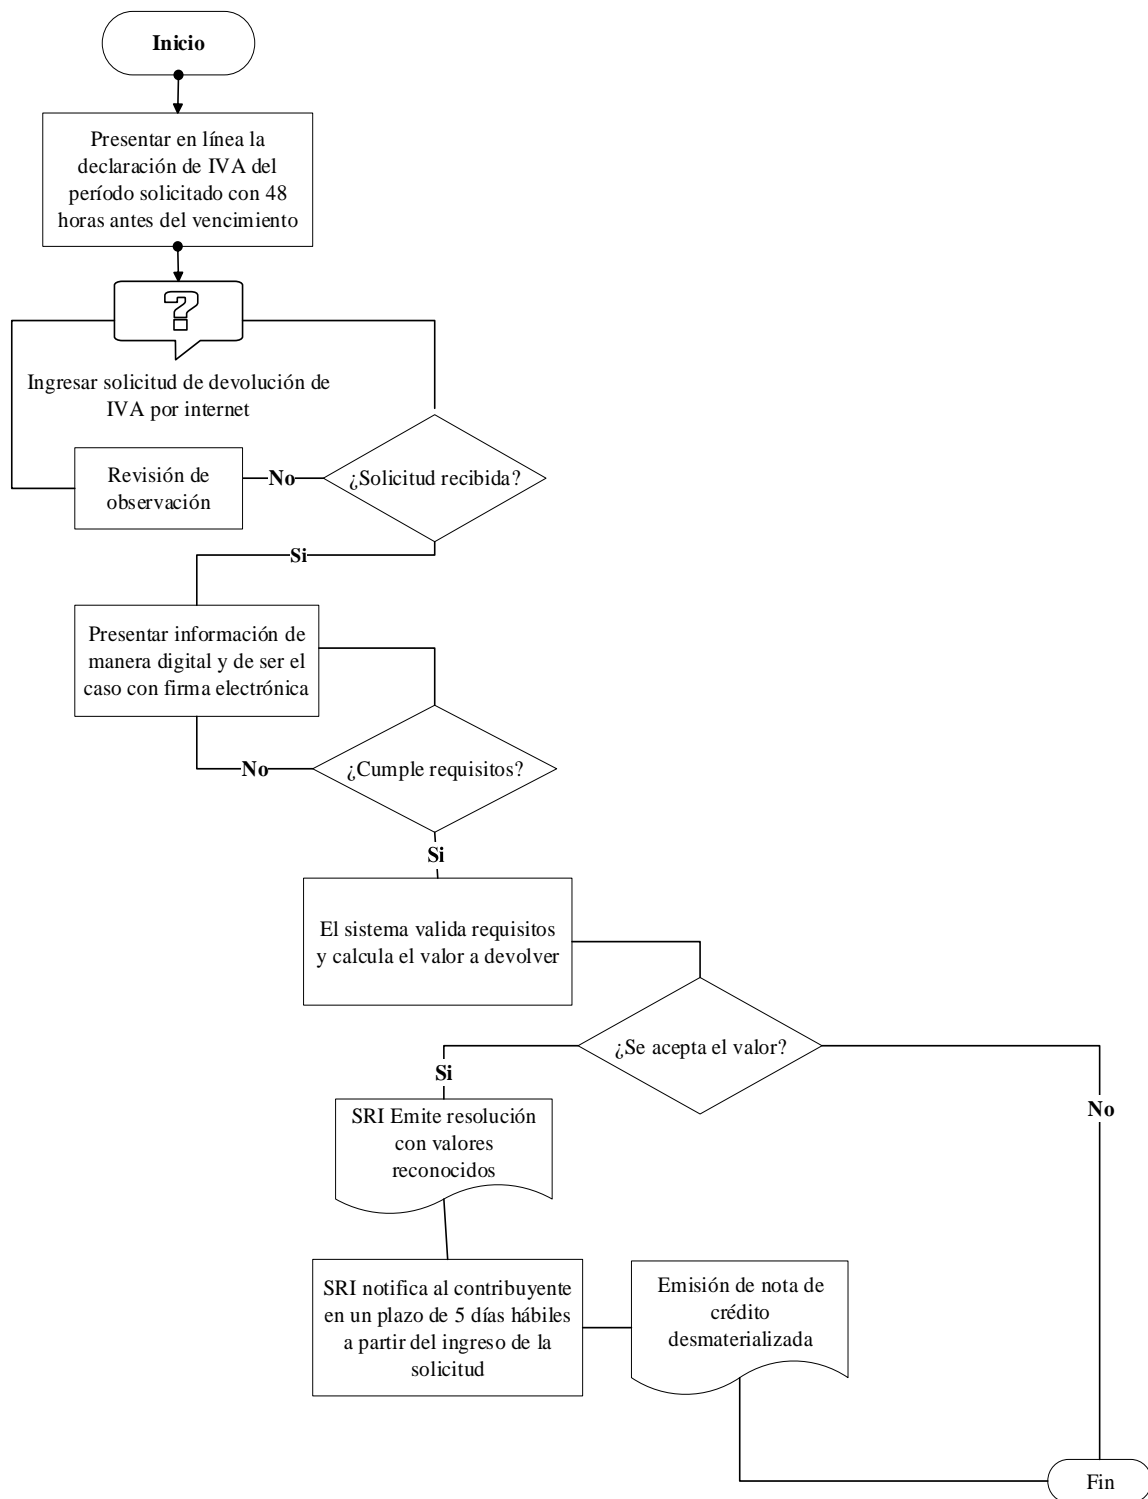 Inicio
Presentar en línea la
declaración de IVA del
período solicitado con 48
horas antes del vencimiento
?
Ingresar solicitud de devolución de
IVA por internet
¿Solicitud recibida?
No
Revisión de
observación
Si
Presentar información de
manera digital y de ser el
caso con firma electrónica
¿Cumple requisitos?
No
Si
El sistema valida requisitos
y calcula el valor a devolver
¿Se acepta el valor?
Si
No
SRI Emite resolución
con valores
reconocidos
SRI notifica al contribuyente
en un plazo de 5 días hábiles
a partir del ingreso de la
solicitud
Emisión de nota de
crédito
desmaterializada
Fin